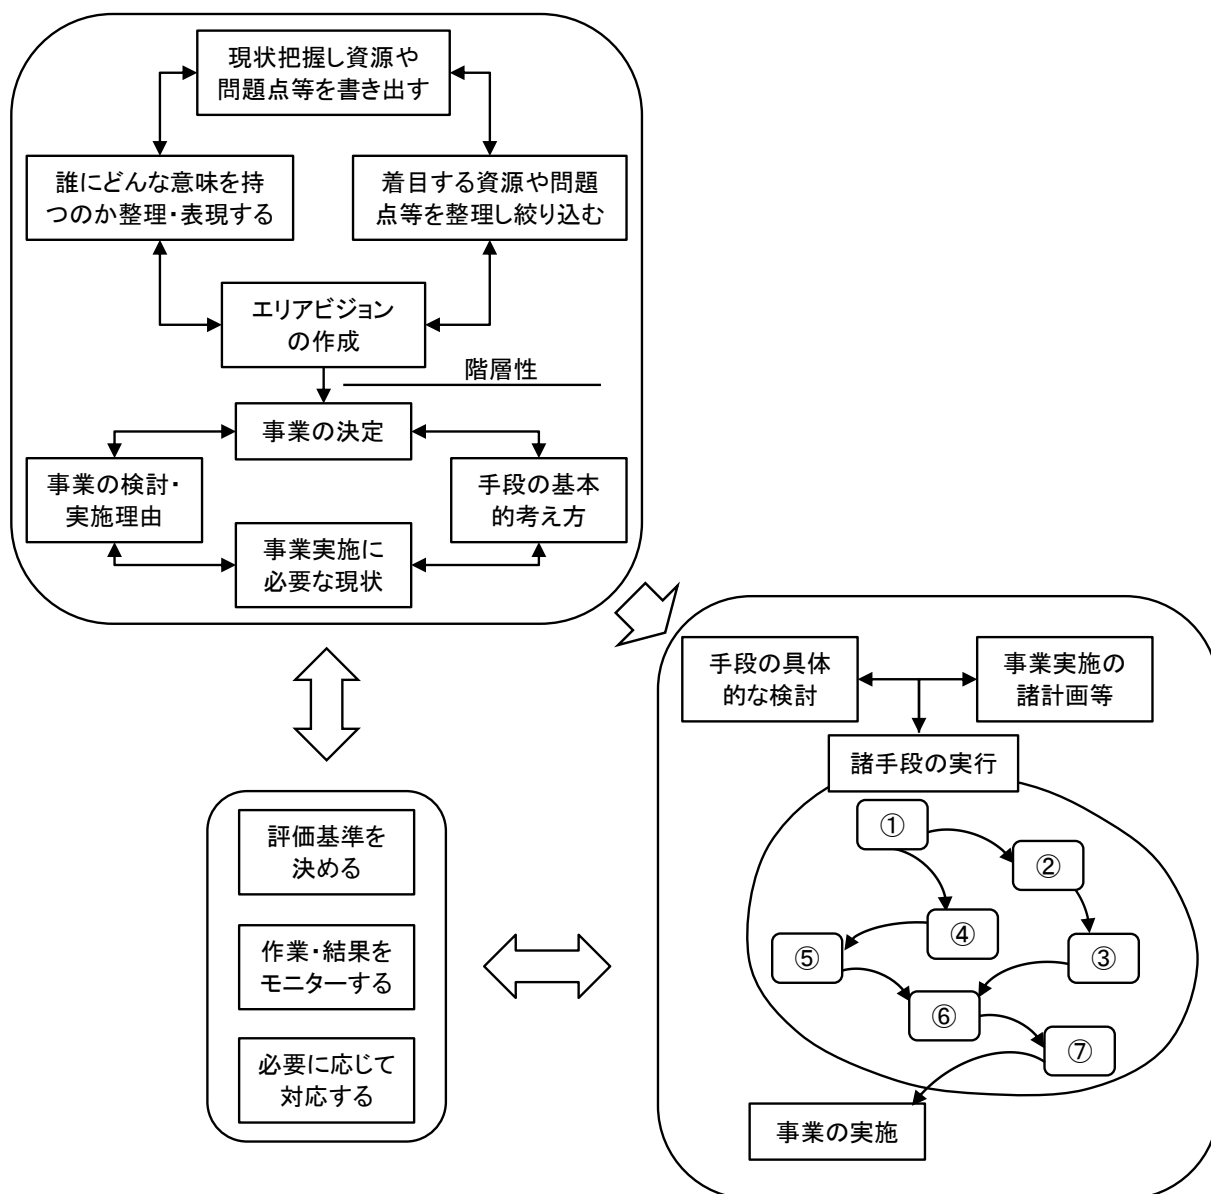 現状把握し資源や
問題点等を書き出す
誰にどんな意味を持
つのか整理・表現する
着目する資源や問題
点等を整理し絞り込む
エリアビジョン
の作成
階層性
事業の決定
事業の検討・
実施理由
手段の基本
的考え方
事業実施に
必要な現状
手段の具体
的な検討
事業実施の
諸計画等
諸手段の実行
①
②
③
④
⑤
⑥
⑦
事業の実施
評価基準を
決める
作業・結果を
モニターする
必要に応じて
対応する